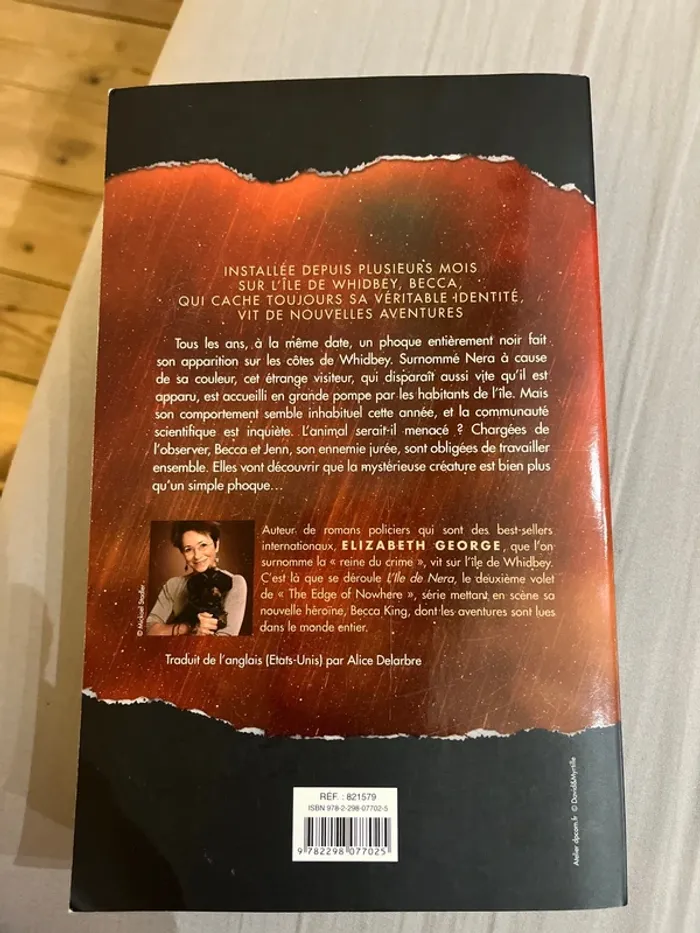 INSTALLÉE DEPUIS PLUSIEURS MOIS
SUR L'ÎLE DE WHIDBEY, BECCA,
QUI CACHE TOUJOURS SA VÉRITABLE IDENTITÉ,
VIT DE NOUVELLES AVENTURES
Tous les ans, à la même date, un phoque entièrement noir fait
son apparition sur les côtes de Whidbey. Surnommé Nera à cause
de sa couleur, cet étrange visiteur, qui disparaît aussi vite qu'il est
apparu, est accueilli en grande pompe par les habitants de l'île. Mais
son comportement semble inhabituel cette année, et la communauté
scientifique est inquiète. L'animal serait-il menacé ? Chargées de
l'observer, Becca et Jenn, son ennemie jurée, sont obligées de travailler
ensemble. Elles vont découvrir que la mystérieuse créature est bien plus
qu'un simple phoque...
Auteur de romans policiers qui sont des best-sellers
internationaux, ELIZABETH GEORGE, que l'on
surnomme la « reine du crime », vit sur l'île de Whidbey.
C'est là que se déroule L'Ile de Nera, le deuxième volet
de « The Edge of Nowhere », série mettant en scène sa
nouvelle héroïne, Becca King, dont les aventures sont lues
dans le monde entier.
© Michael Stadler
Traduit de l'anglais (Etats-Unis) par Alice Delarbre
RÉF. : 821579
ISBN 978-2-298-07702-5
9 782298 077025
Atelier dpcom.fr © David&Myrtille